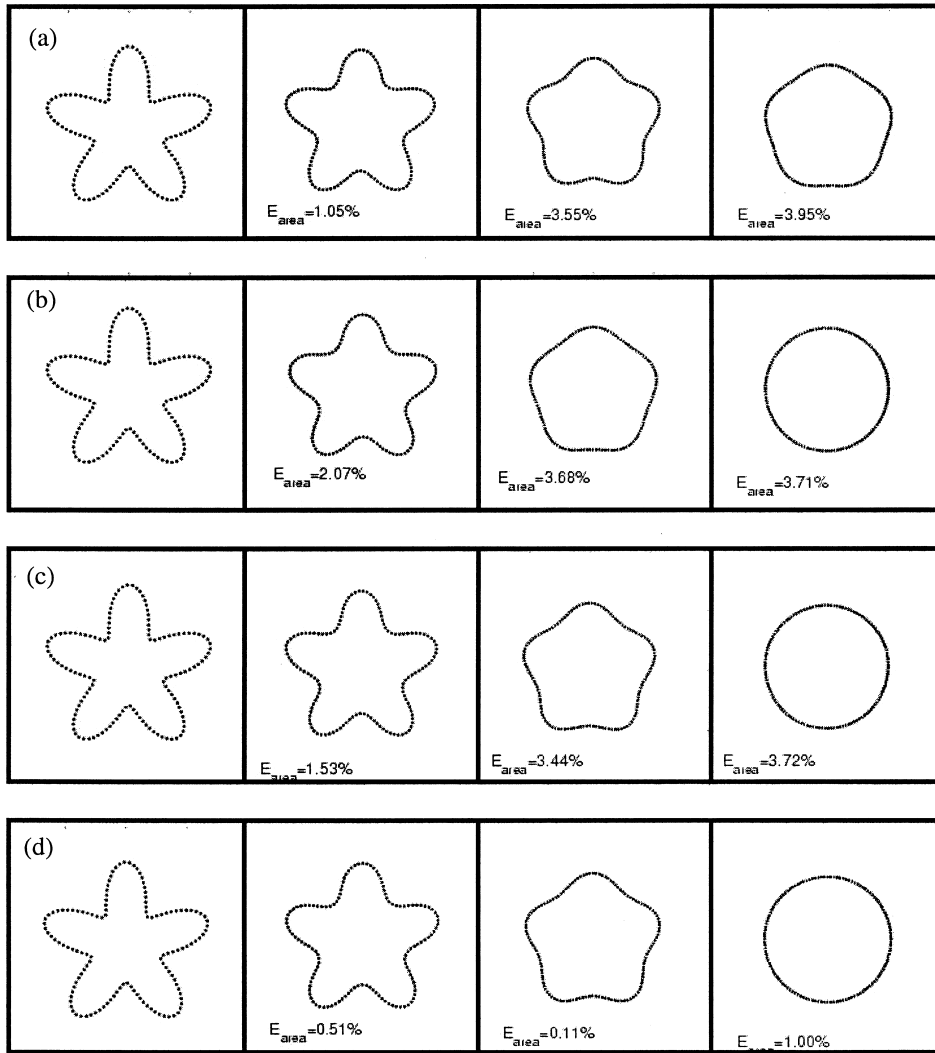 (a)
E_area=1.05%
E_area=3.55%
E_area=3.95%
(b)
E_area=2.07%
E_area=3.68%
E_area=3.71%
(c)
E_area=1.53%
E_area=3.44%
E_area=3.72%
(d)
E_area=0.51%
E_area=0.11%
E_area=1.00%